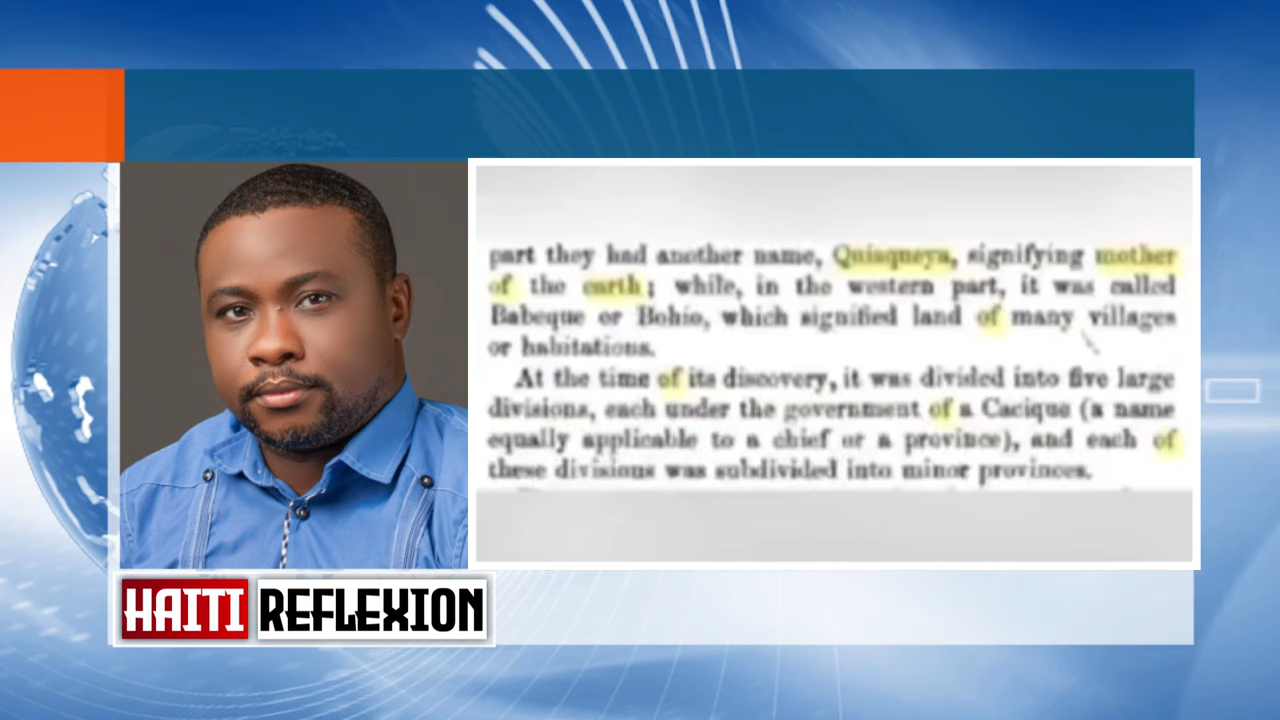 part they had another name, Quisqueya, signifying mother
of the earth; while, in the western part, it was called
Babeque or Bohio, which signified land of many villages
or habitations.
At the time of its discovery, it was divided into five large
divisions, each under the government of a Cacique (a name
equally applicable to a chief or a province), and each of
these divisions was subdivided into minor provinces.
HAITI REFLEXION